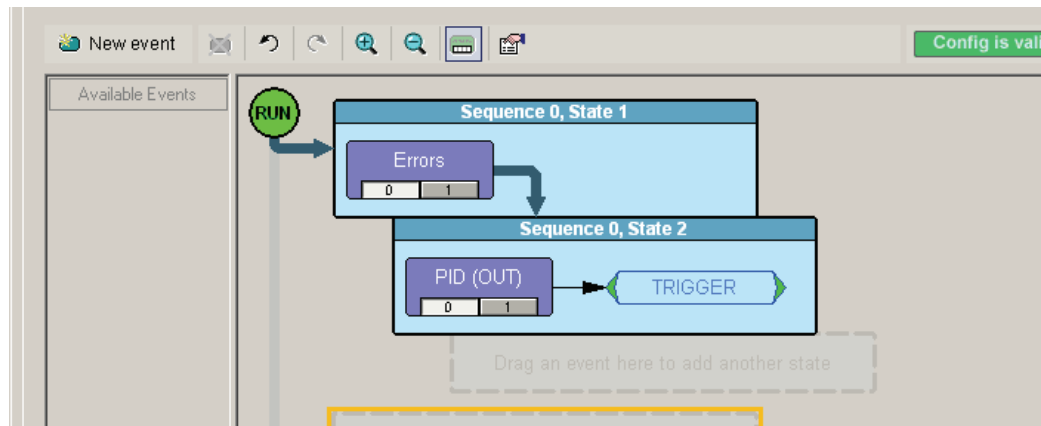 New event
Config is vali
Available Events
RUN
Sequence 0, State 1
Errors
0 1
Sequence 0, State 2
PID (OUT)
0 1
TRIGGER
Drag an event here to add another state